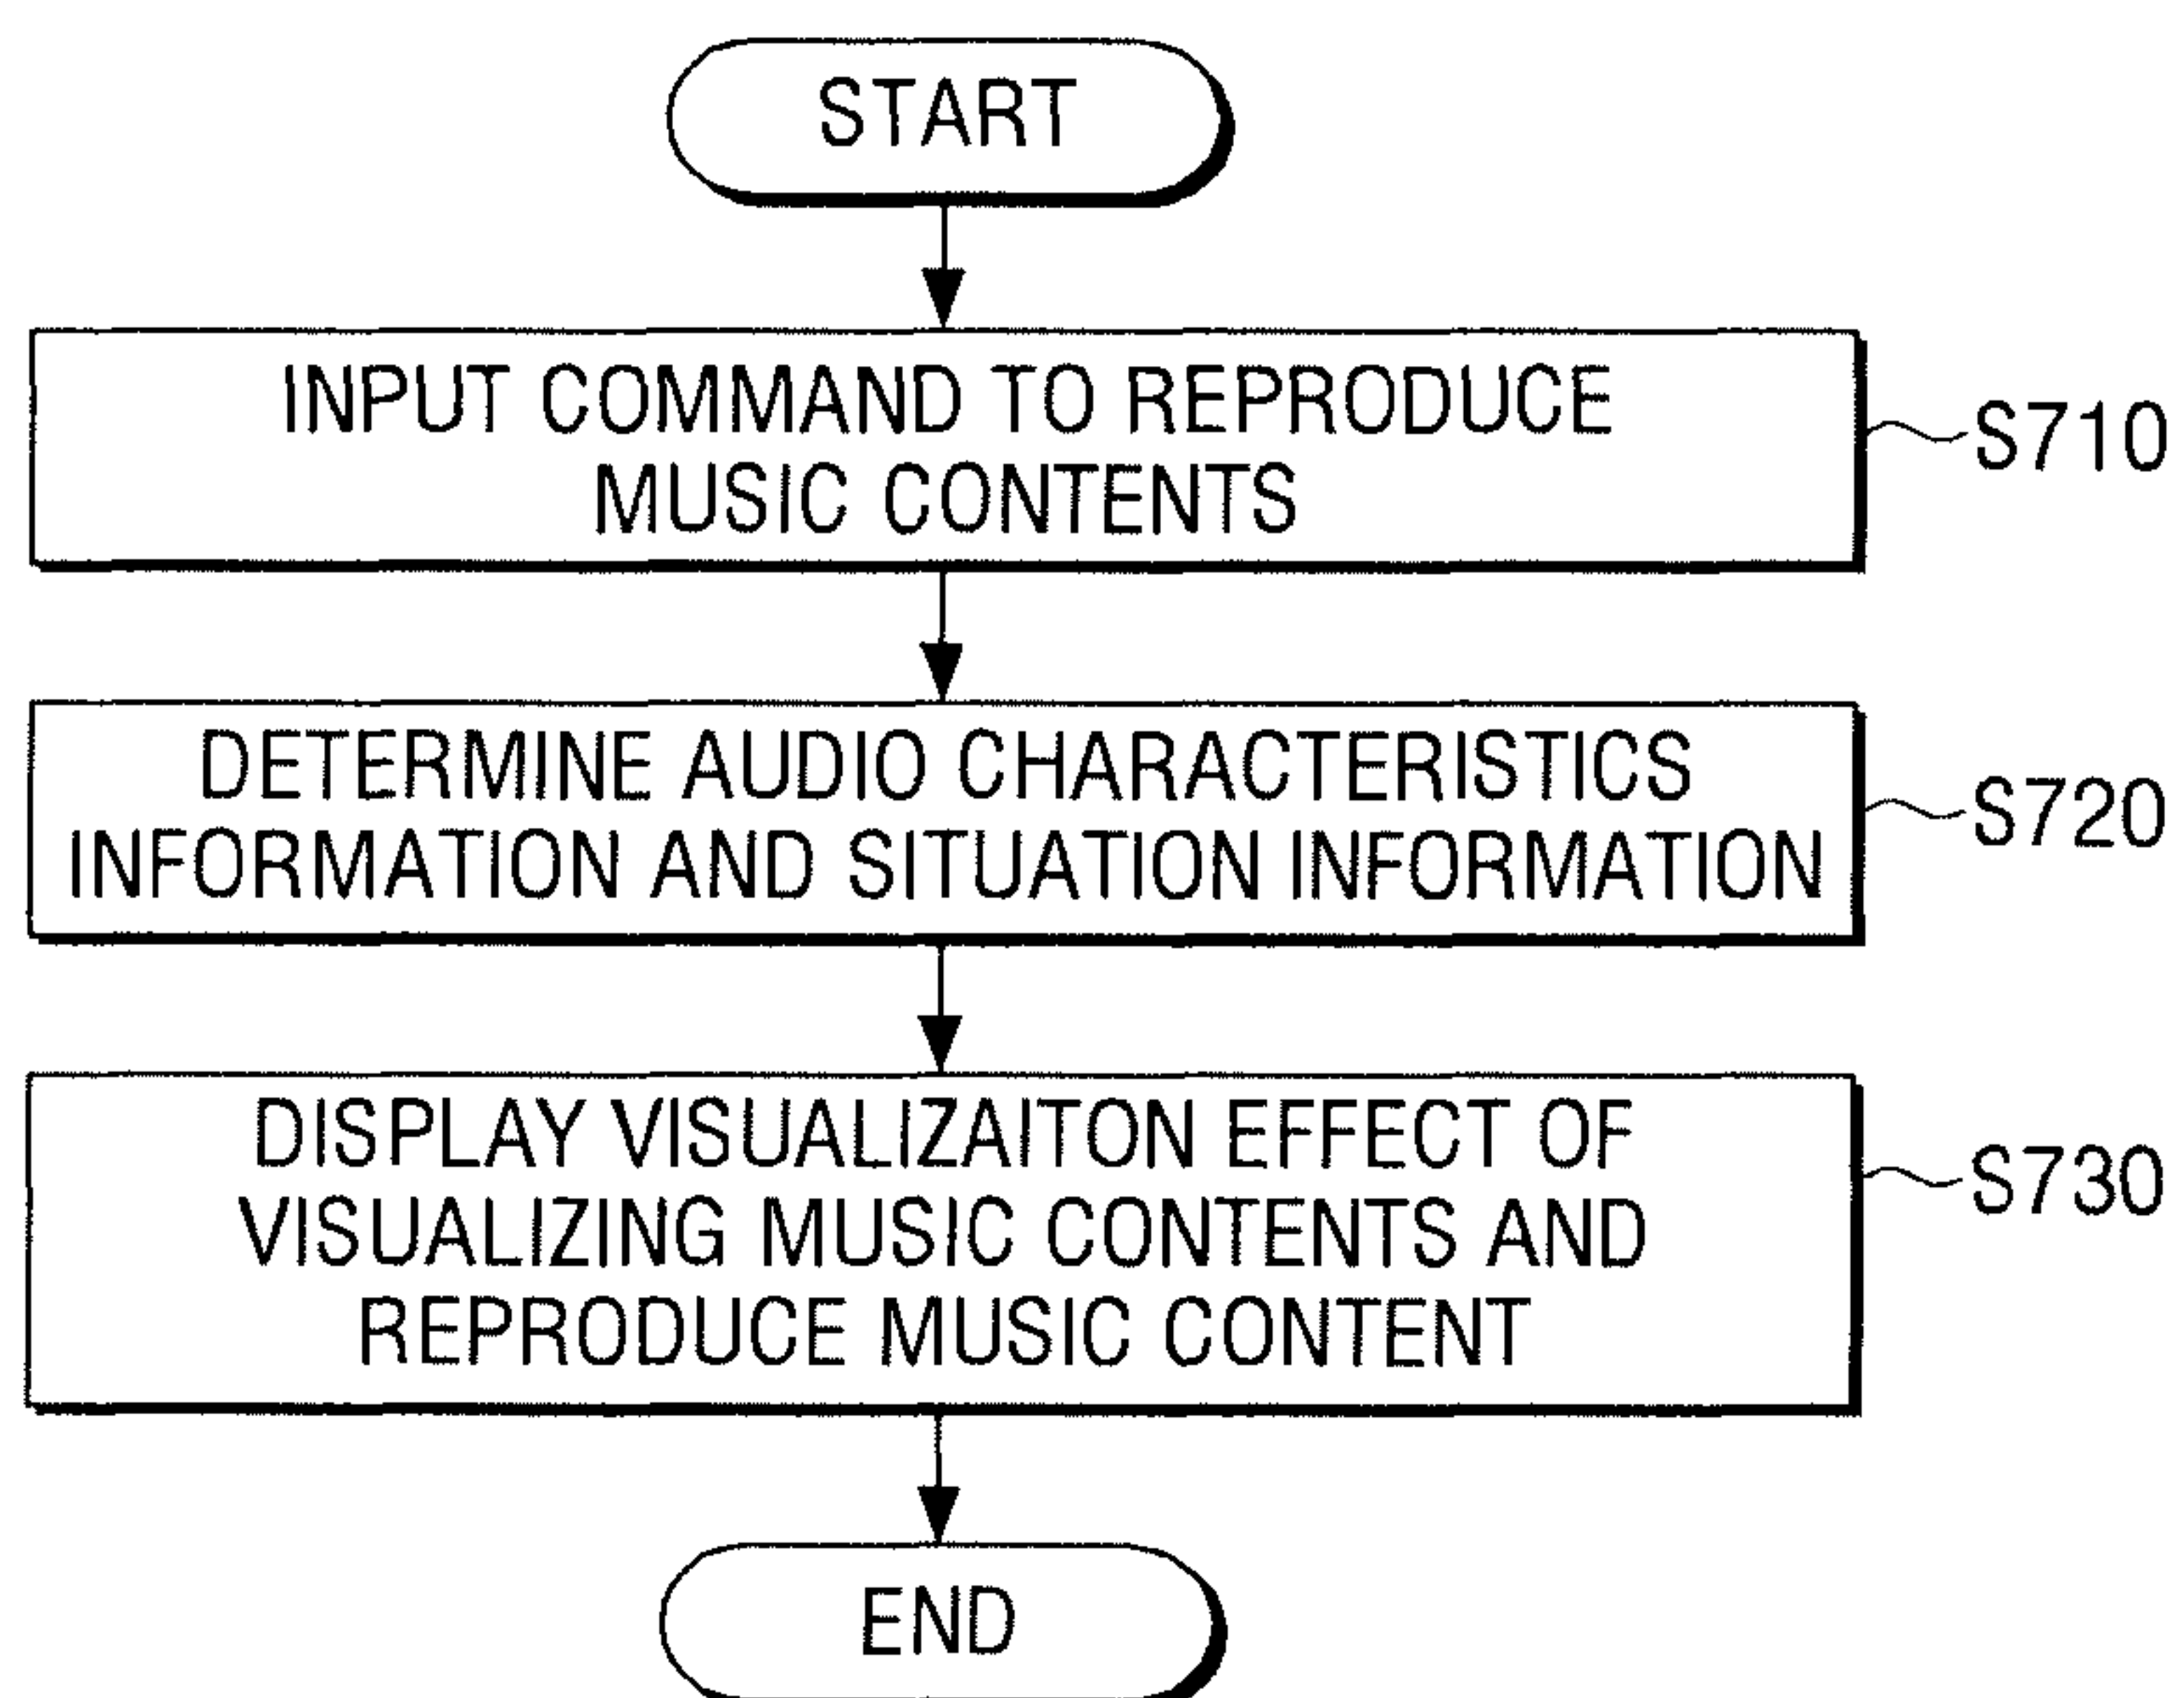 START
INPUT COMMAND TO REPRODUCE
MUSIC CONTENTS
S710
DETERMINE AUDIO CHARACTERISTICS
INFORMATION AND SITUATION INFORMATION
S720
DISPLAY VISUALIZAITON EFFECT OF
VISUALIZING MUSIC CONTENTS AND
REPRODUCE MUSIC CONTENT
S730
END